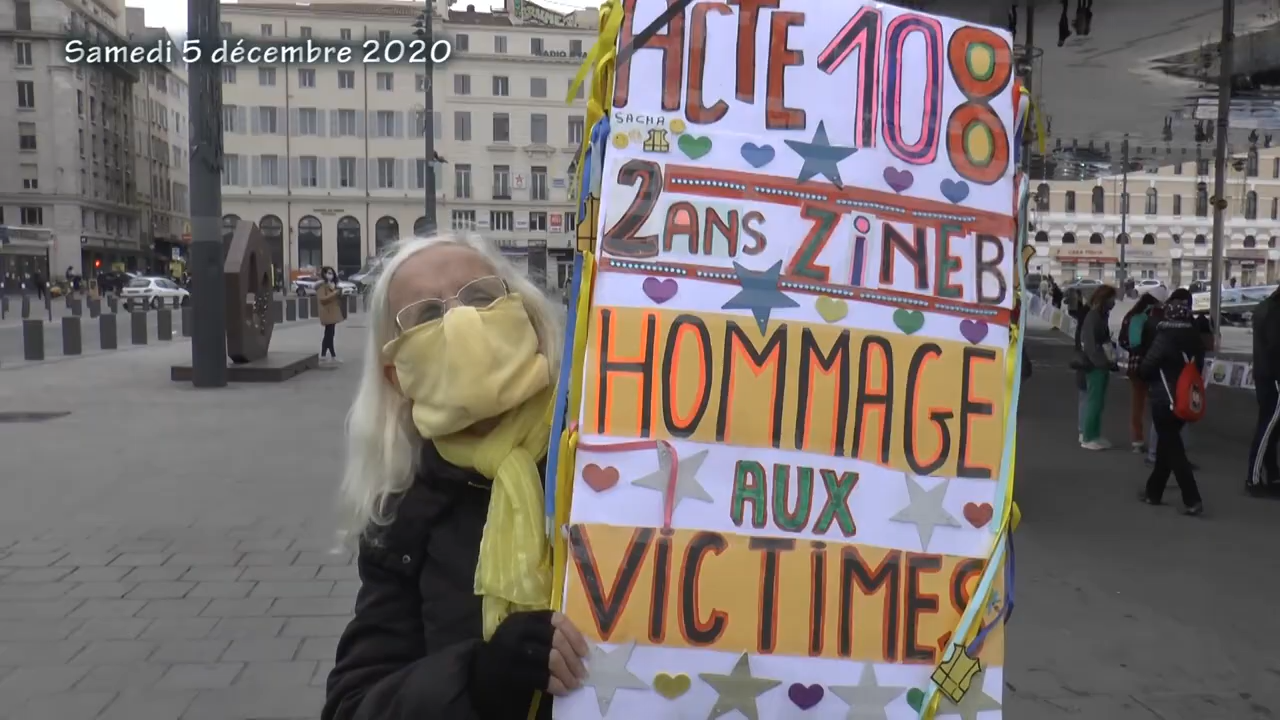 Samedi 5 décembre 2020
ACTE 108
SACHA
2 ANS ZiNEB
HOMMAGE
AUX
ViCTiMES